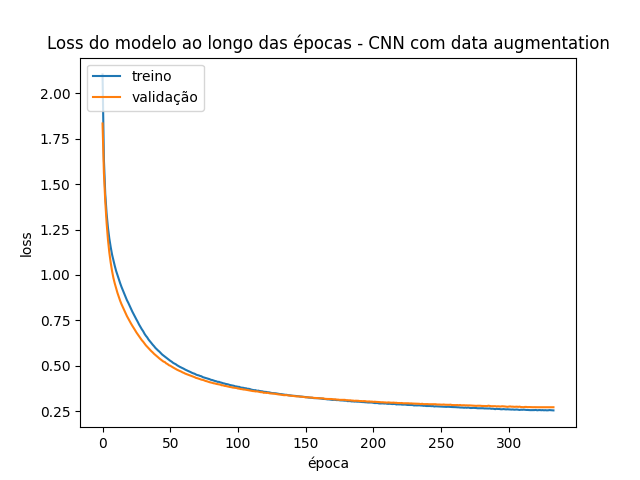 Loss do modelo ao longo das épocas - CNN com data augmentation
treino
validação
2.00
1.75
1.50
1.25
1.00
0.75
0.50
0.25
loss
0 50 100 150 200 250 300
época